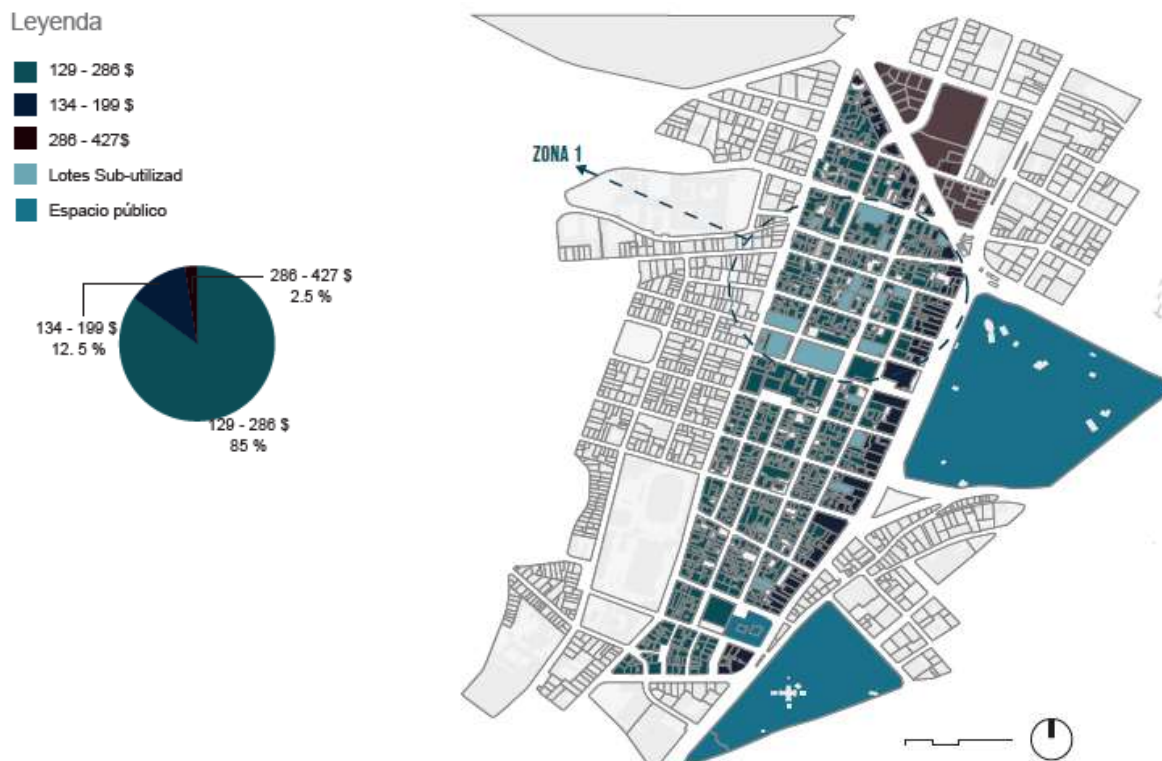 Leyenda
129 - 286 $
134 - 199 $
286 - 427$
Lotes Sub-utilizad
Espacio público
286 - 427 $
2.5 %
134 - 199 $
12. 5 %
129 - 286 $
85 %
ZONA 1